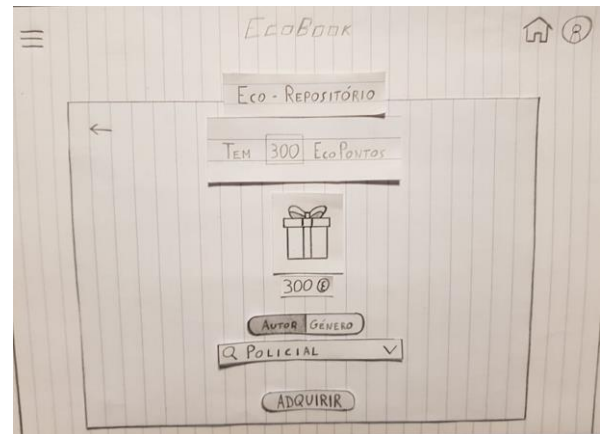 EcoBook
Eco - Repositório
Tem 300 EcoPontos
300 E
Autor Género
Policial
Adquirir